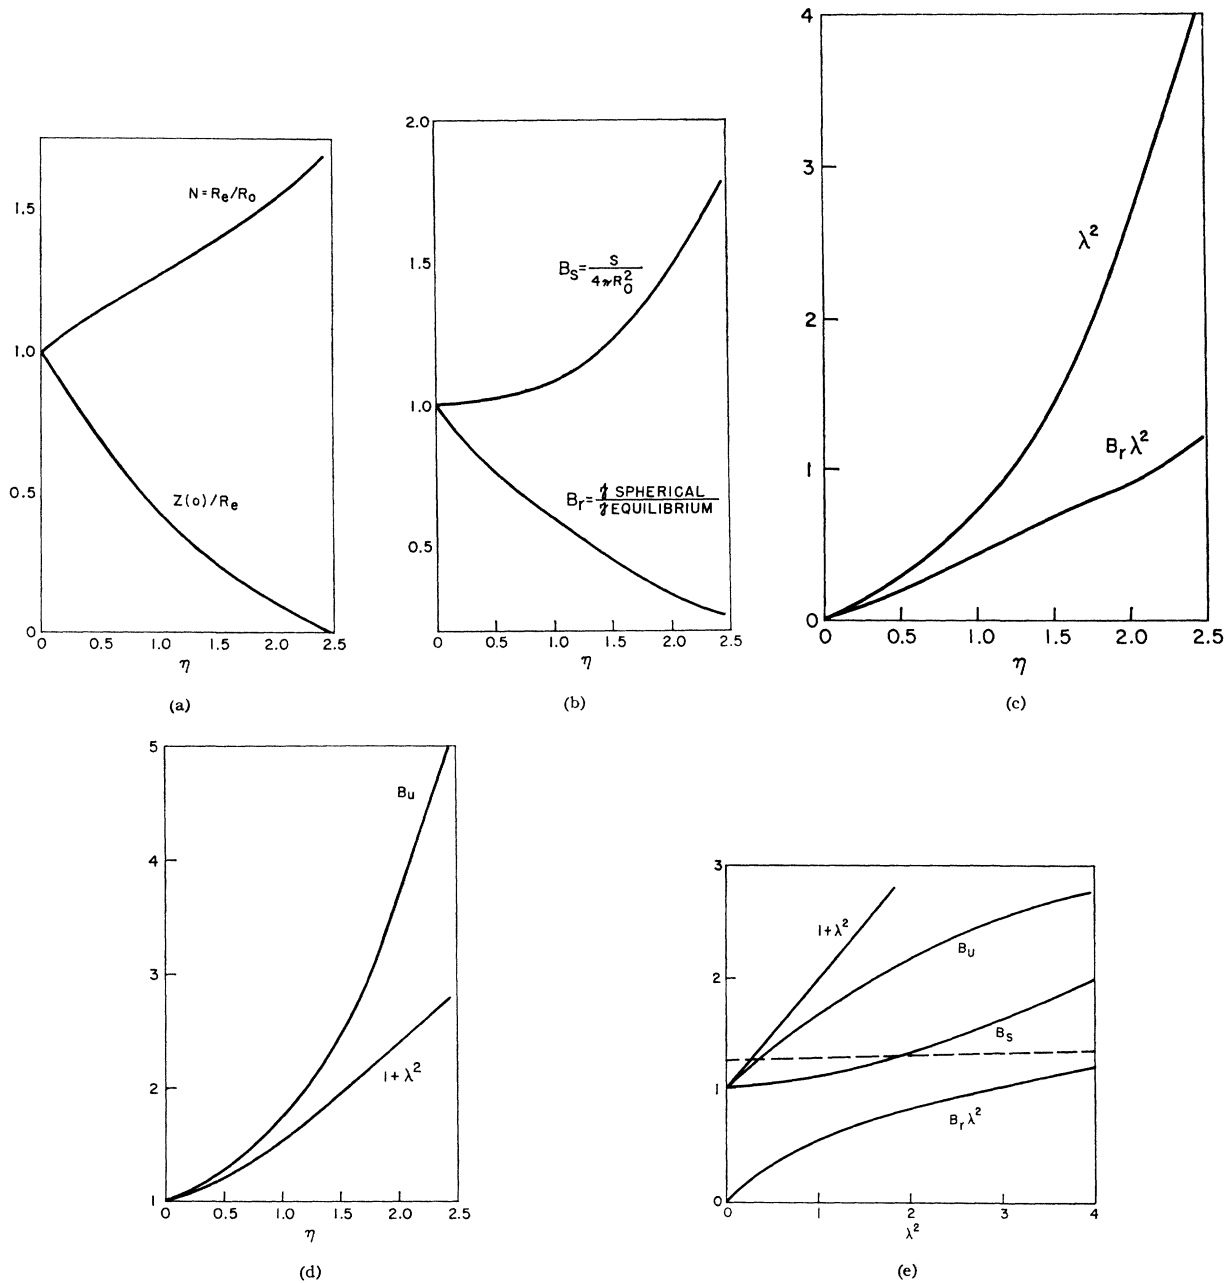 N = Re/Ro
1.5
1.0
Z(o)/Re
0.5
0
0 0.5 1.0 1.5 2.0 2.5
η
(a)
2.0
1.5
Bs = S / 4πR0²
1.0
Br = 𝒥 SPHERICAL / 𝒥 EQUILIBRIUM
0.5
0 0.5 1.0 1.5 2.0 2.5
η
(b)
4
3
λ²
2
Br λ²
1
0
0 0.5 1.0 1.5 2.0 2.5
η
(c)
5
Bu
4
3
1+λ²
2
1
0 0.5 1.0 1.5 2.0 2.5
η
(d)
3
1+λ²
Bu
2
Bs
1
Br λ²
0
0 1 2 3 4
λ²
(e)